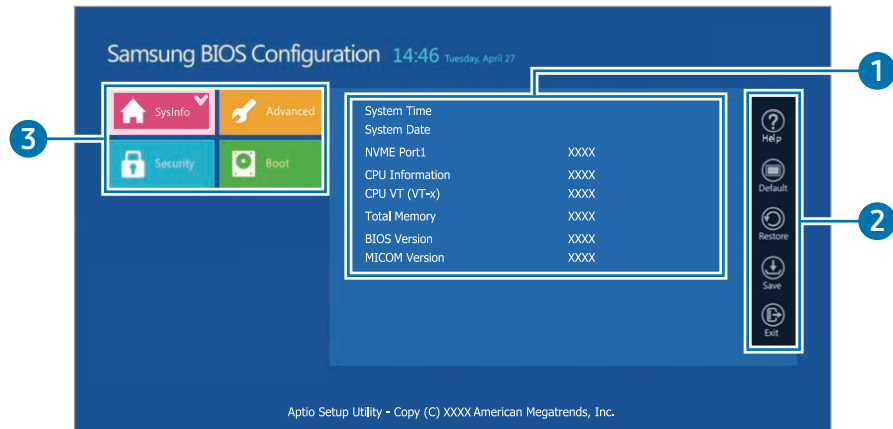 Samsung BIOS Configuration 14:46 Tuesday, April 27
1
SysInfo
Advanced
Security
Boot
3
System Time
System Date
NVME Port1 XXXX
CPU Information XXXX
CPU VT (VT-x) XXXX
Total Memory XXXX
BIOS Version XXXX
MICOM Version XXXX
Help
Default
Restore
Save
Exit
2
Aptio Setup Utility - Copy (C) XXXX American Megatrends, Inc.